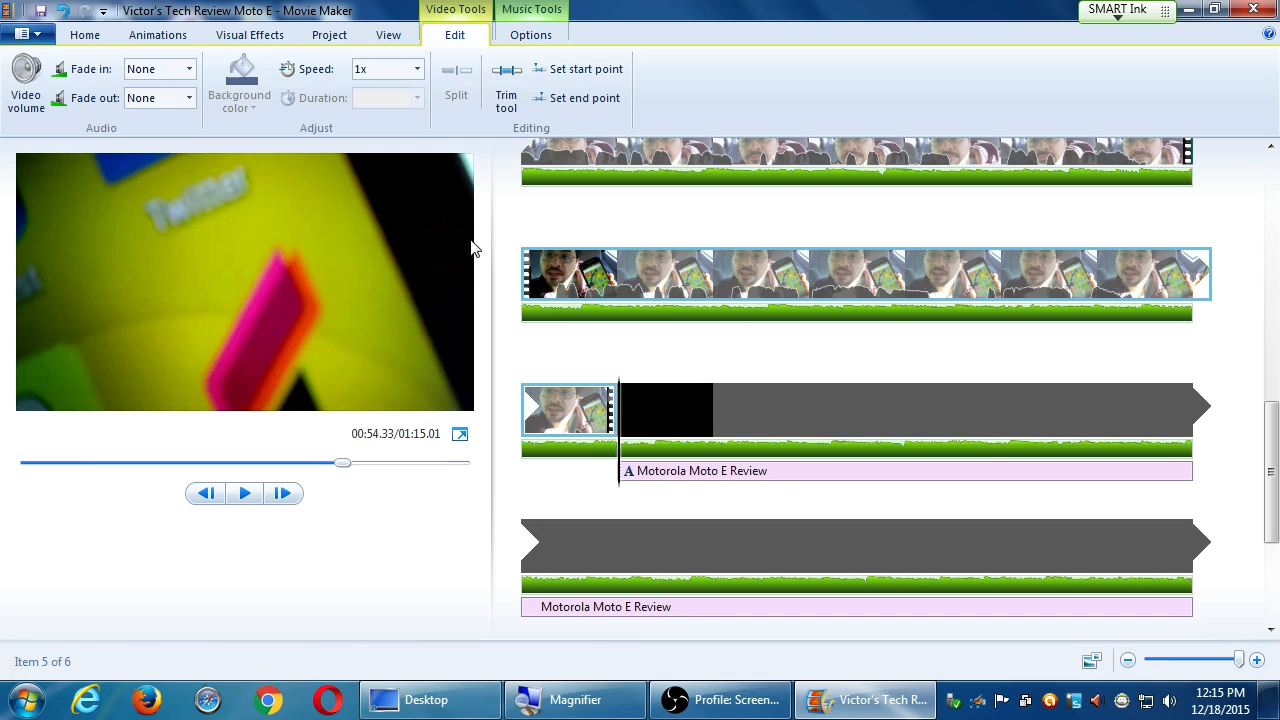 Victor's Tech Review Moto E - Movie Maker
Video Tools
Music Tools
SMART Ink
Home
Animations
Visual Effects
Project
View
Edit
Options
Video volume
Fade in:
None
Fade out:
None
Audio
Background color
Speed:
1x
Duration:
Adjust
Split
Trim tool
Set start point
Set end point
Editing
00:54.33/01:15.01
A Motorola Moto E Review
Motorola Moto E Review
Item 5 of 6
Desktop
Magnifier
Profile: Screen...
Victor's Tech R...
12:15 PM
12/18/2015